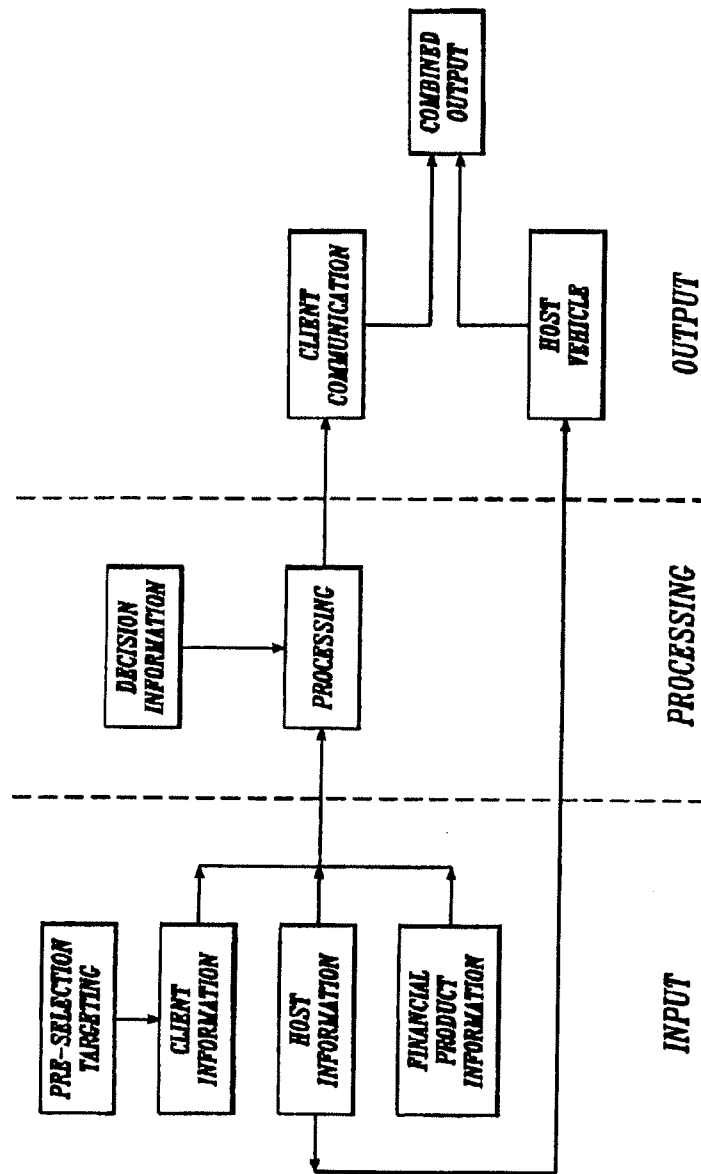 PRE-SELECTION
TARGETING
CLIENT
INFORMATION
HOST
INFORMATION
FINANCIAL
PRODUCT
INFORMATION
INPUT
DECISION
INFORMATION
PROCESSING
PROCESSING
CLIENT
COMMUNICATION
HOST
VEHICLE
OUTPUT
COMBINED
OUTPUT